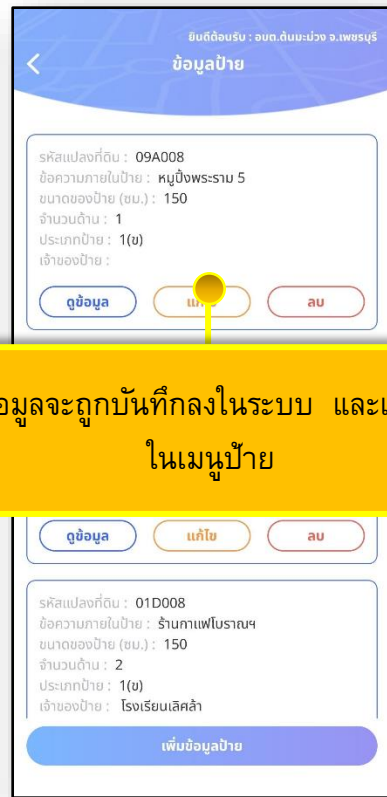 ยินดีต้อนรับ : อบต.ต้นมะม่วง จ.เพชรบุรี
ข้อมูลป้าย
รหัสแปลงที่ดิน : 09A008
ข้อความภายในป้าย : หมูปิ้งพระราม 5
ขนาดของป้าย (ซม.) : 150
จำนวนด้าน : 1
ประเภทป้าย : 1(ข)
เจ้าของป้าย :
ดูข้อมูล ลบ
อมูลจะถูกบันทึกลงในระบบ และ
ในเมนูป้าย
ดูข้อมูล แก้ไข ลบ
รหัสแปลงที่ดิน : 01D008
ข้อความภายในป้าย : ร้านกาแฟโบราณฯ
ขนาดของป้าย (ซม.) : 150
จำนวนด้าน : 2
ประเภทป้าย : 1(ข)
เจ้าของป้าย : โรงเรียนเลิศล้า
เพิ่มข้อมูลป้าย